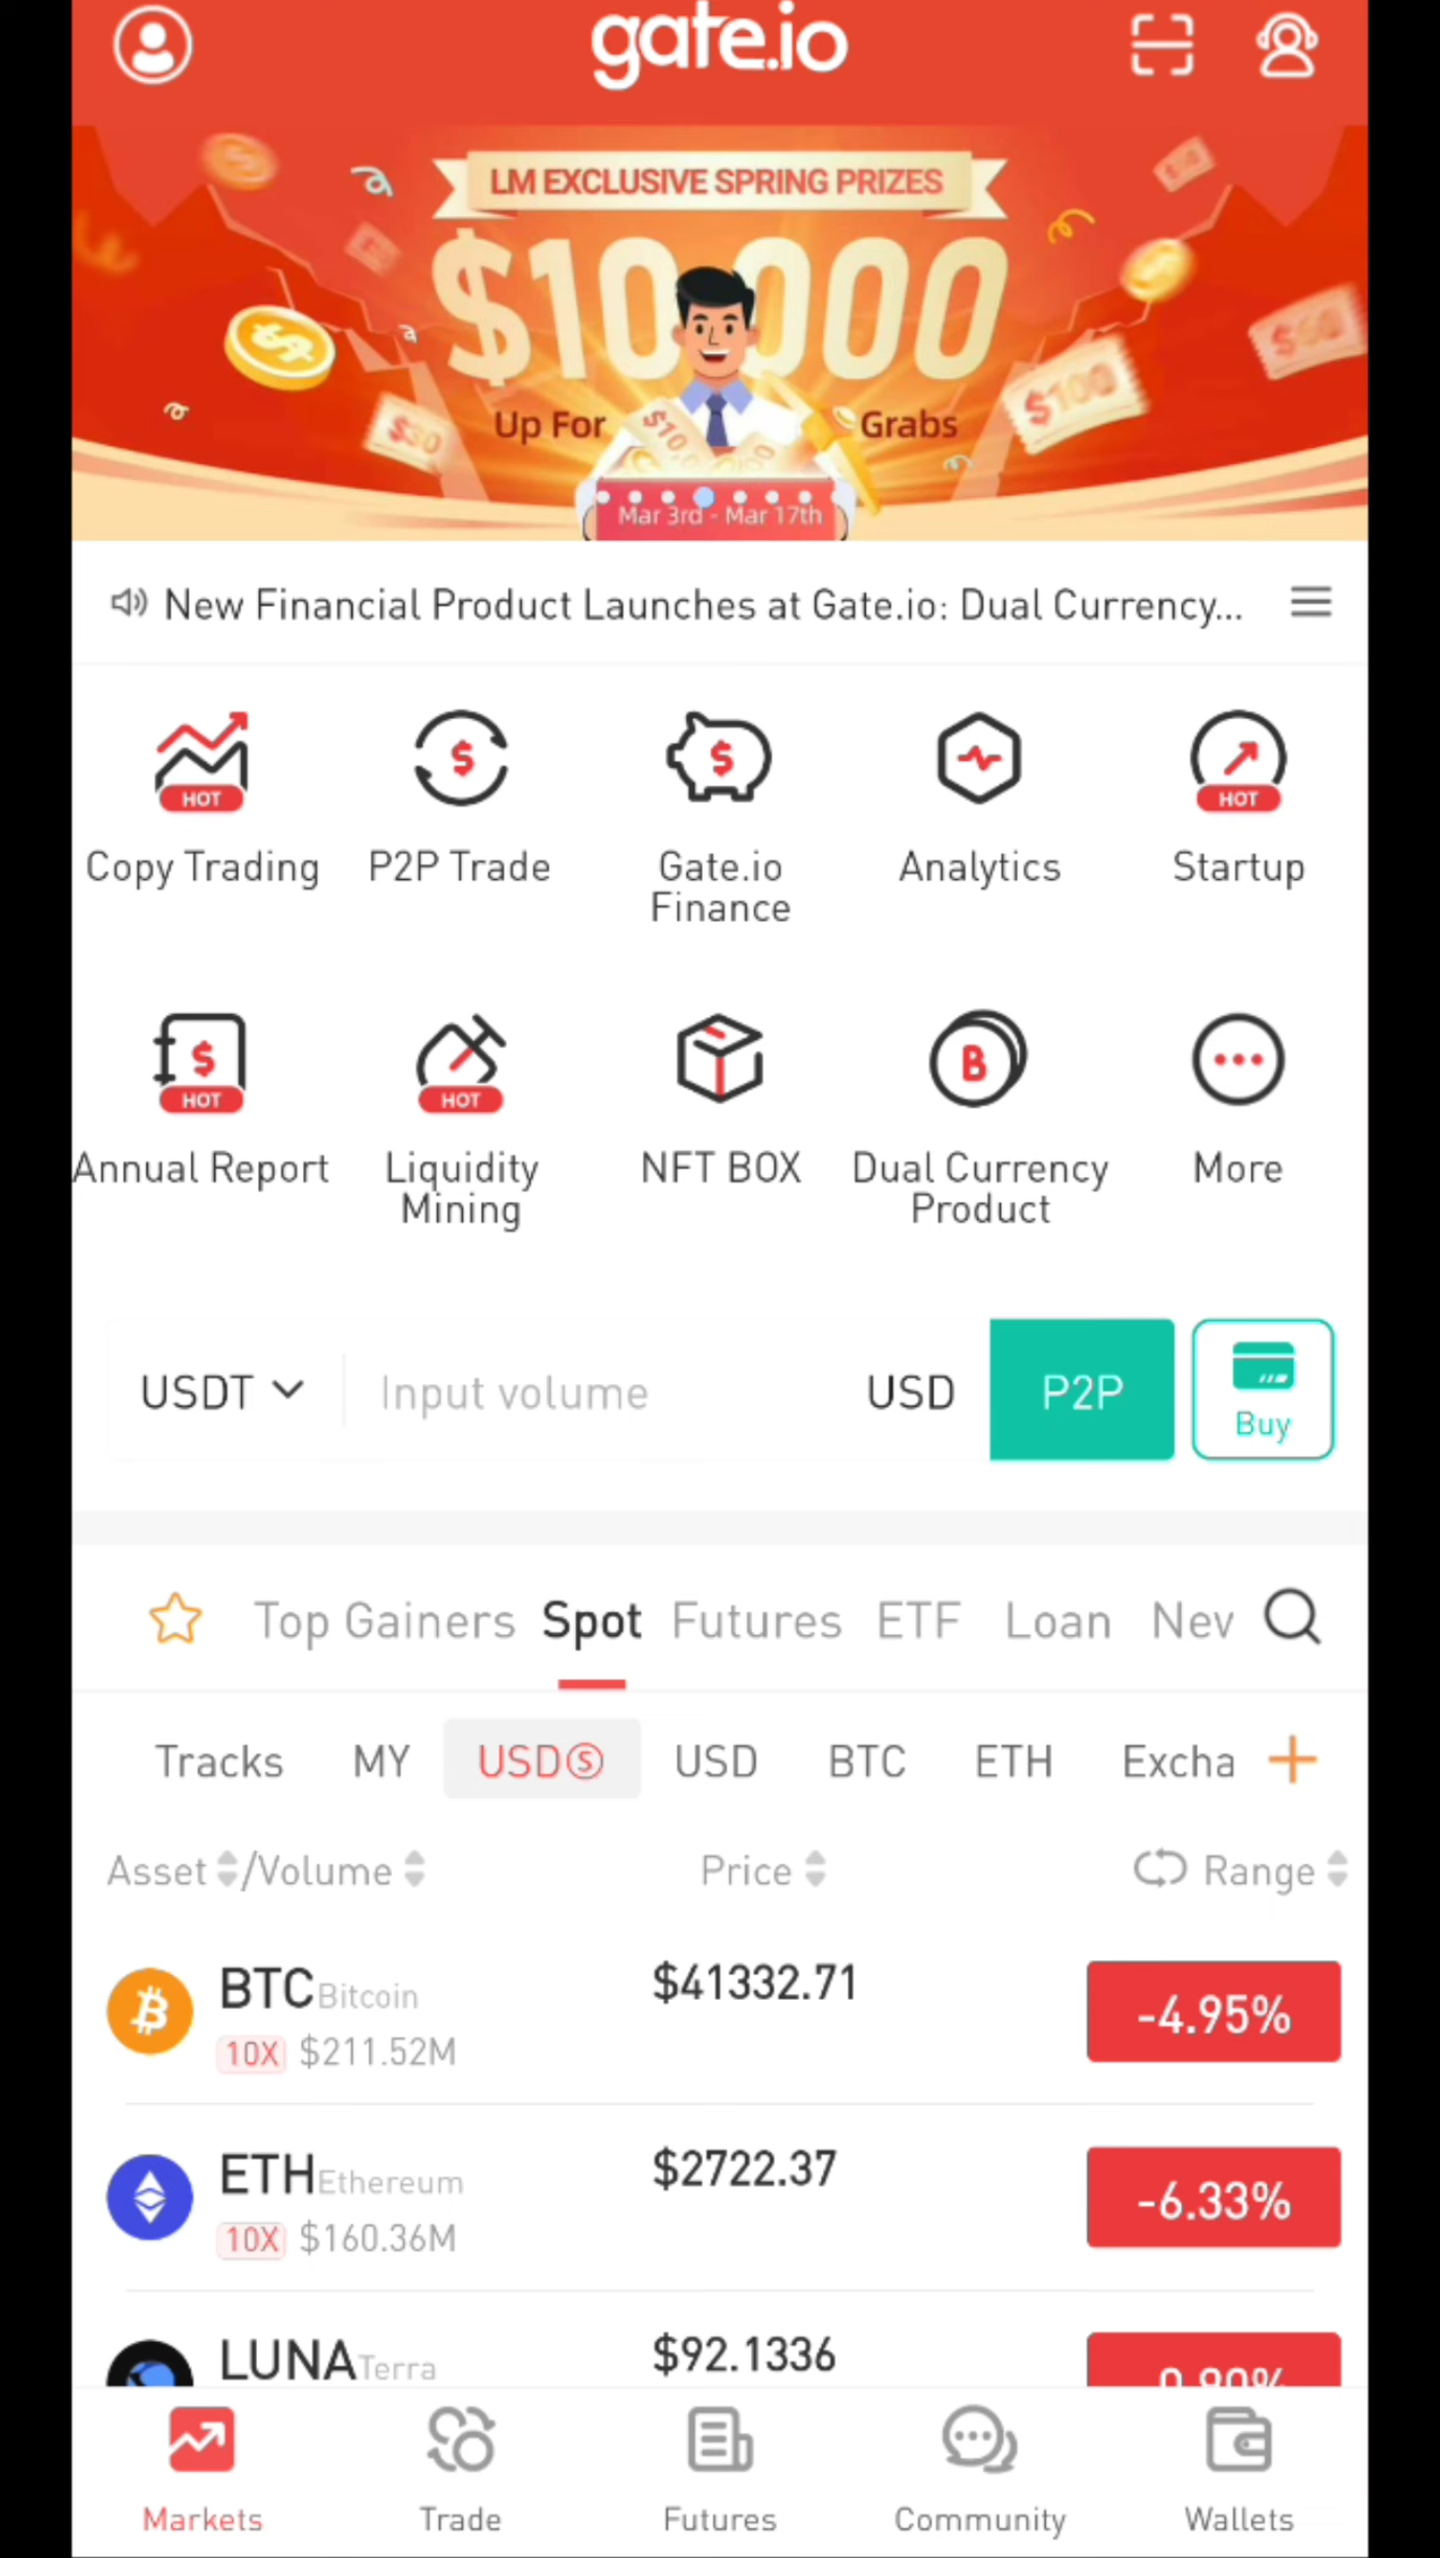 gate.io
LM EXCLUSIVE SPRING PRIZES
$10,000
Up For Grabs
$30
$100
Mar 3rd - Mar 17th
New Financial Product Launches at Gate.io: Dual Currency...
HOT
HOT
Copy Trading
P2P Trade
Gate.io
Finance
Analytics
Startup
HOT
HOT
Annual Report
Liquidity
Mining
NFT BOX
Dual Currency
Product
More
USDT
Input volume
USD
P2P
Buy
Top Gainers Spot Futures ETF Loan Nev
Tracks MY USDⓈ USD BTC ETH Excha +
Asset /Volume Price Range
BTC Bitcoin $41332.71 -4.95%
10X $211.52M
ETH Ethereum $2722.37 -6.33%
10X $160.36M
LUNA Terra $92.1336
Markets Trade Futures Community Wallets